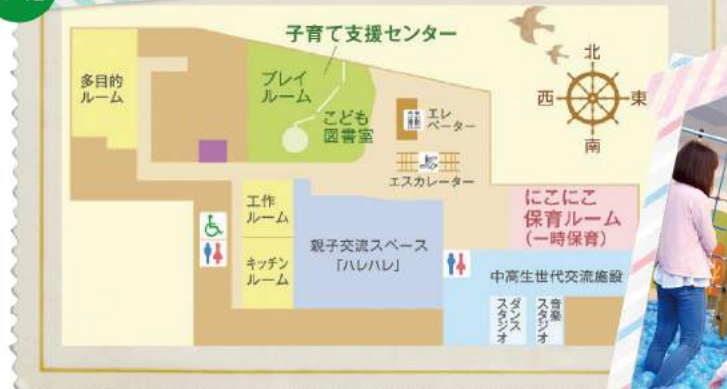 子育て支援センター
多目的
ルーム
プレイ
ルーム
こども
図書室
エレ
ベーター
エスカレーター
北
西
東
南
工作
ルーム
キッチン
ルーム
親子交流スペース
「ハレハレ」
にこにこ
保育ルーム
(一時保育)
中高生世代交流施設
ダンス
スタジオ
音楽
スタジオ